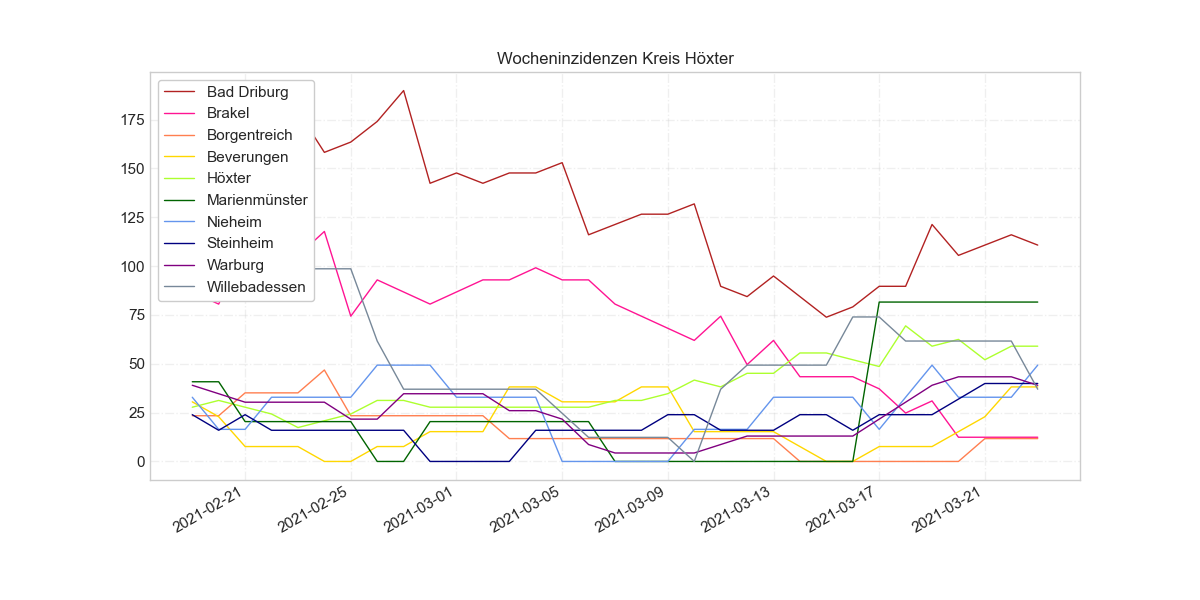 Wocheninzidenzen Kreis Höxter
Bad Driburg
Brakel
Borgentreich
Beverungen
Höxter
Marienmünster
Nieheim
Steinheim
Warburg
Willebadessen
175
150
125
100
75
50
25
0
2021-02-21
2021-02-25
2021-03-01
2021-03-05
2021-03-09
2021-03-13
2021-03-17
2021-03-21